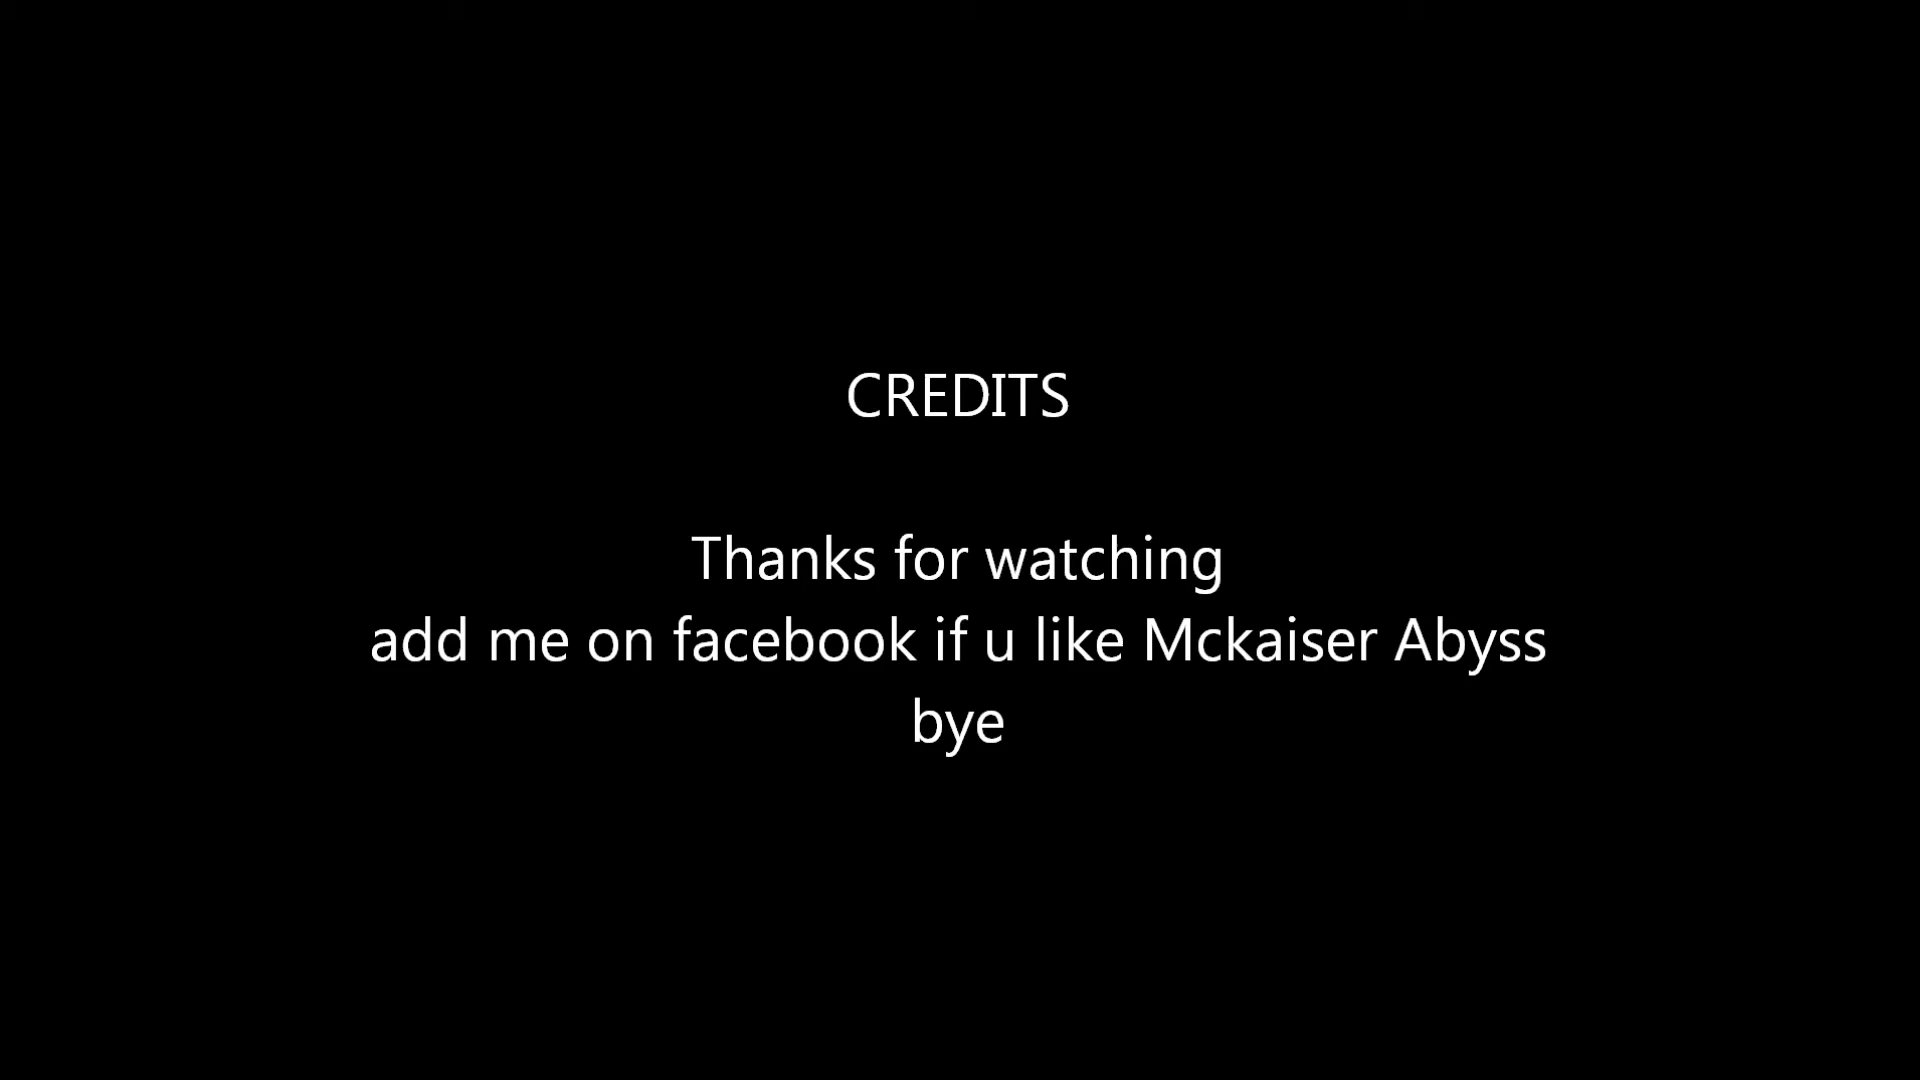 CREDITS
Thanks for watching
add me on facebook if u like Mckaiser Abyss
bye